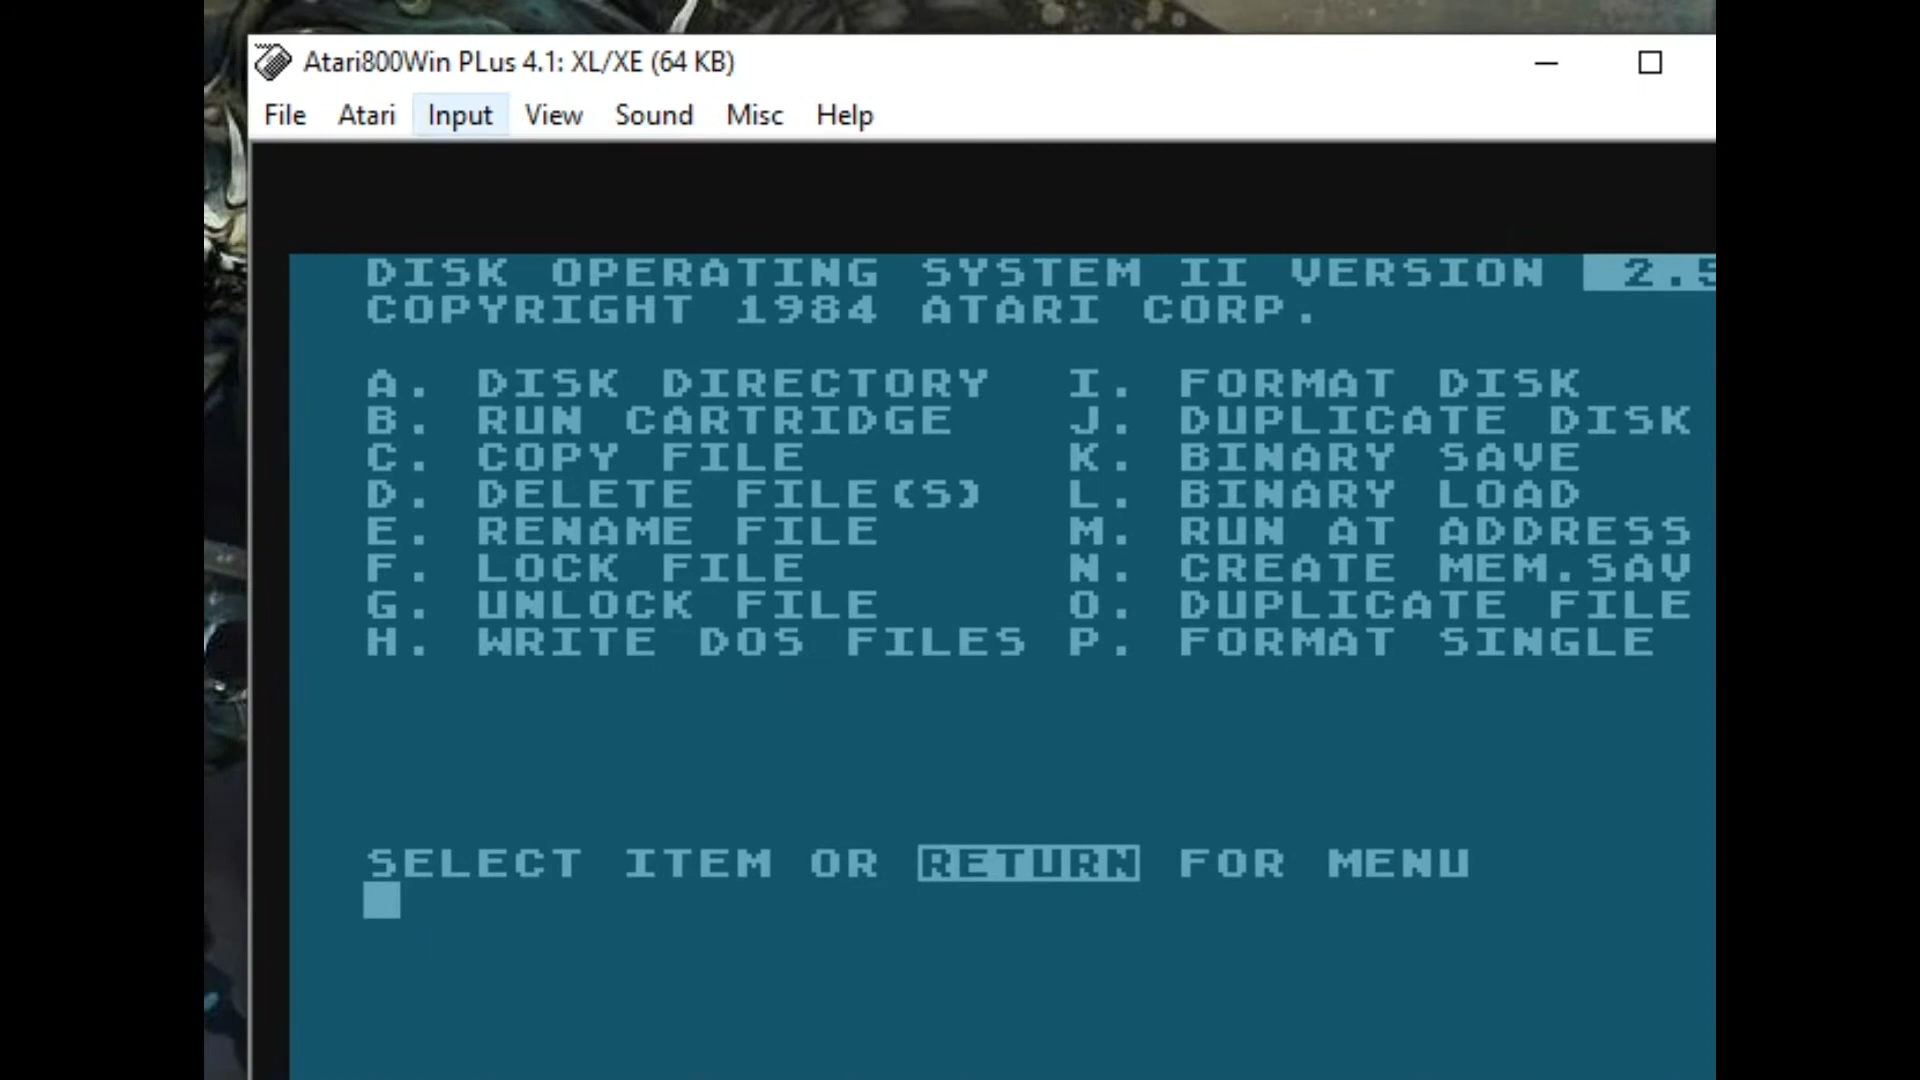 Atari800Win PLus 4.1: XL/XE (64 KB)
File Atari Input View Sound Misc Help
DISK OPERATING SYSTEM II VERSION 2.5
COPYRIGHT 1984 ATARI CORP.
A. DISK DIRECTORY I. FORMAT DISK
B. RUN CARTRIDGE J. DUPLICATE DISK
C. COPY FILE K. BINARY SAVE
D. DELETE FILE(S) L. BINARY LOAD
E. RENAME FILE M. RUN AT ADDRESS
F. LOCK FILE N. CREATE MEM.SAV
G. UNLOCK FILE O. DUPLICATE FILE
H. WRITE DOS FILES P. FORMAT SINGLE
SELECT ITEM OR RETURN FOR MENU